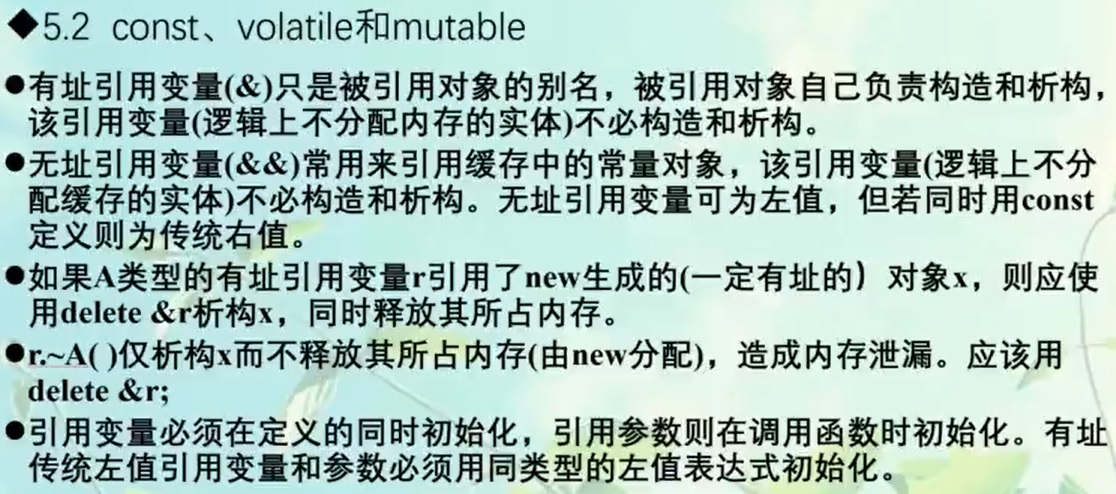 ◆5.2 const、volatile和mutable
●有址引用变量(&)只是被引用对象的别名，被引用对象自己负责构造和析构，
该引用变量(逻辑上不分配内存的实体)不必构造和析构。
●无址引用变量(&&)常用来引用缓存中的常量对象，该引用变量(逻辑上不分
配缓存的实体)不必构造和析构。无址引用变量可为左值，但若同时用const
定义则为传统右值。
●如果A类型的有址引用变量r引用了new生成的(一定有址的）对象x，则应使
用delete &r析构x，同时释放其所占内存。
●r.~A( )仅析构x而不释放其所占内存(由new分配)，造成内存泄漏。应该用
delete &r;
●引用变量必须在定义的同时初始化，引用参数则在调用函数时初始化。有址
传统左值引用变量和参数必须用同类型的左值表达式初始化。